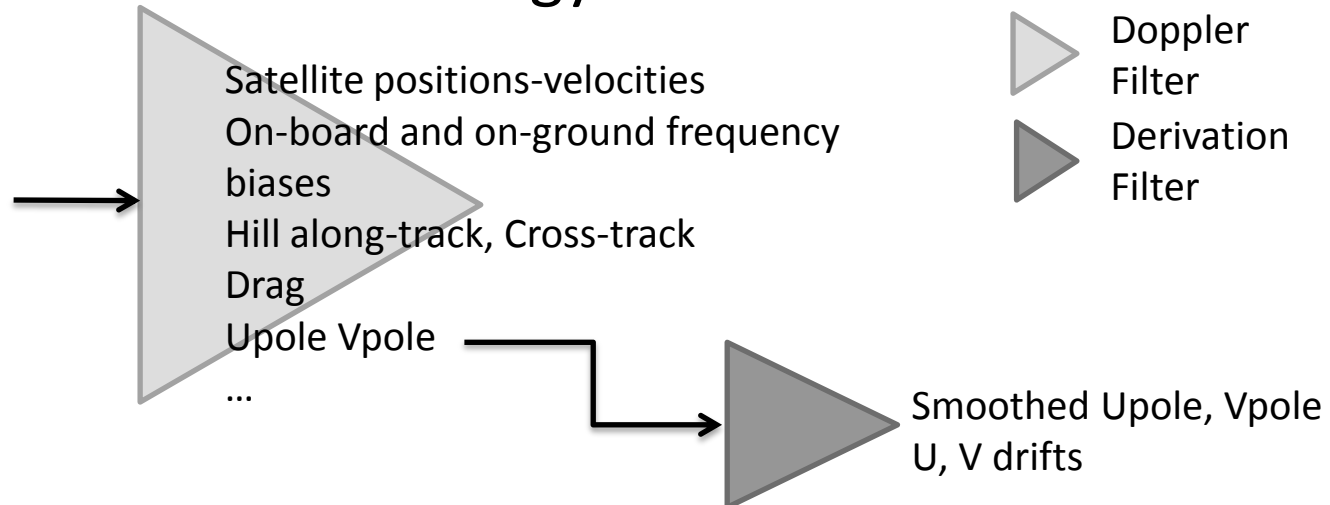 gy
Satellite positions-velocities
On-board and on-ground frequency
biases
Hill along-track, Cross-track
Drag
Upole Vpole
...
Doppler
Filter
Derivation
Filter
Smoothed Upole, Vpole
U, V drifts